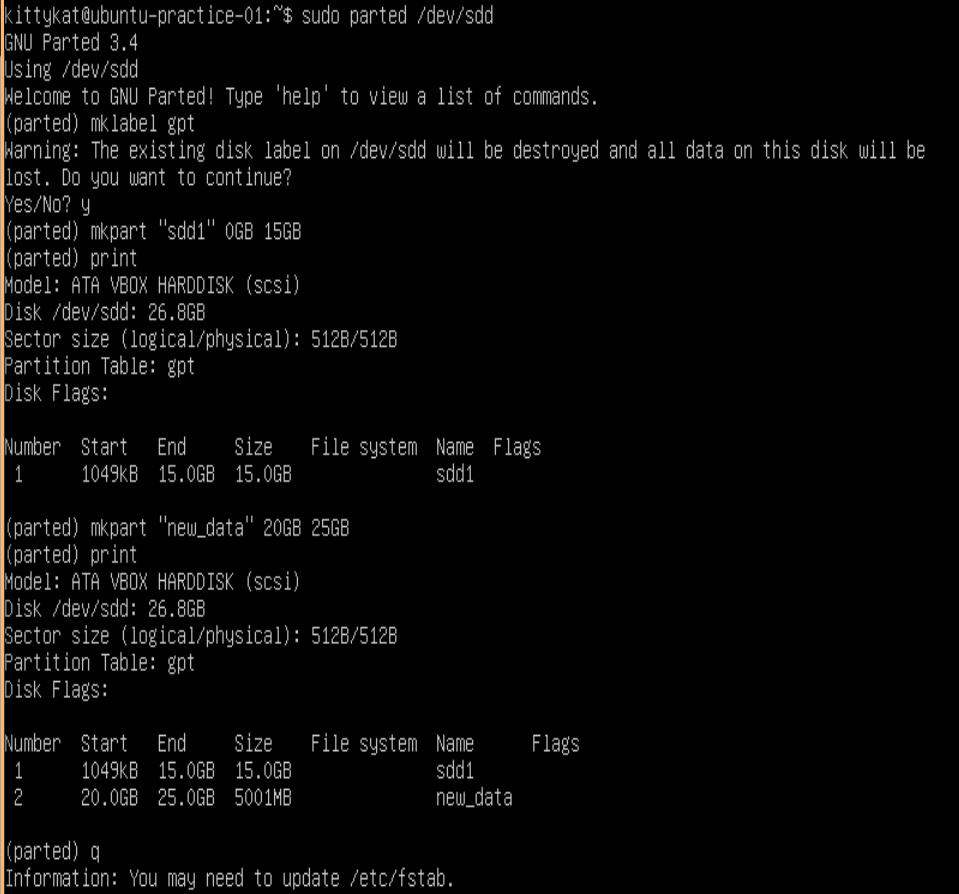 kittykat@ubuntu-practice-01:~$ sudo parted /dev/sdd
GNU Parted 3.4
Using /dev/sdd
Welcome to GNU Parted! Type 'help' to view a list of commands.
(parted) mklabel gpt
Warning: The existing disk label on /dev/sdd will be destroyed and all data on this disk will be
lost. Do you want to continue?
Yes/No? y
(parted) mkpart "sdd1" 0GB 15GB
(parted) print
Model: ATA VBOX HARDDISK (scsi)
Disk /dev/sdd: 26.8GB
Sector size (logical/physical): 512B/512B
Partition Table: gpt
Disk Flags:
Number  Start   End     Size    File system  Name  Flags
 1      1049kB  15.0GB  15.0GB               sdd1
(parted) mkpart "new_data" 20GB 25GB
(parted) print
Model: ATA VBOX HARDDISK (scsi)
Disk /dev/sdd: 26.8GB
Sector size (logical/physical): 512B/512B
Partition Table: gpt
Disk Flags:
Number  Start   End     Size    File system  Name      Flags
 1      1049kB  15.0GB  15.0GB               sdd1
 2      20.0GB  25.0GB  5001MB               new_data
(parted) q
Information: You may need to update /etc/fstab.